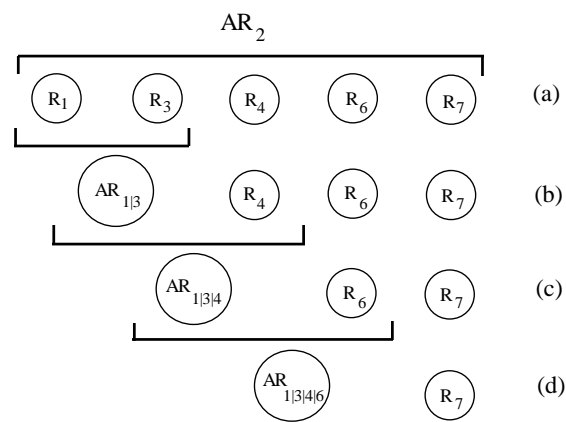 AR₂
R₁ R₃ R₄ R₆ R₇ (a)
AR₁|₃ R₄ R₆ R₇ (b)
AR₁|₃|₄ R₆ R₇ (c)
AR₁|₃|₄|₆ R₇ (d)